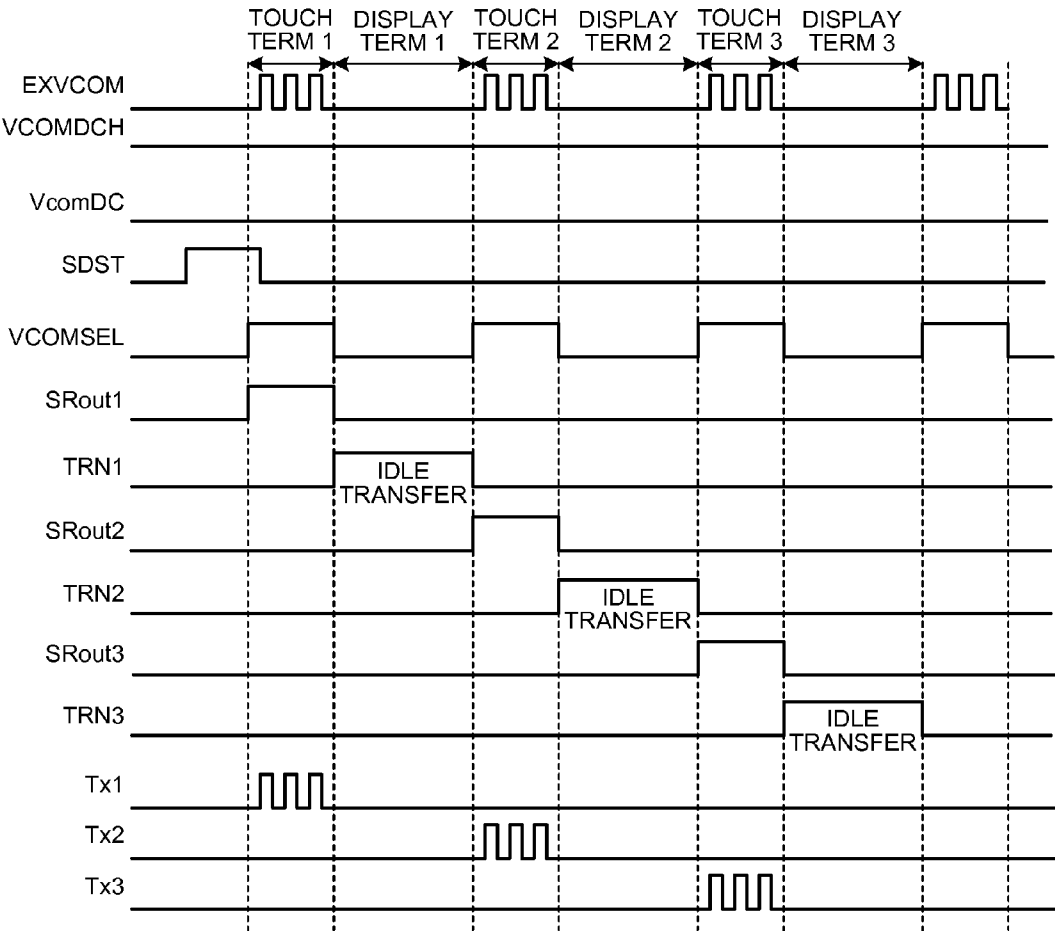 TOUCH TERM 1
DISPLAY TERM 1
TOUCH TERM 2
DISPLAY TERM 2
TOUCH TERM 3
DISPLAY TERM 3
EXVCOM
VCOMDCH
VcomDC
SDST
VCOMSEL
SRout1
TRN1
IDLE
TRANSFER
SRout2
TRN2
IDLE
TRANSFER
SRout3
TRN3
IDLE
TRANSFER
Tx1
Tx2
Tx3